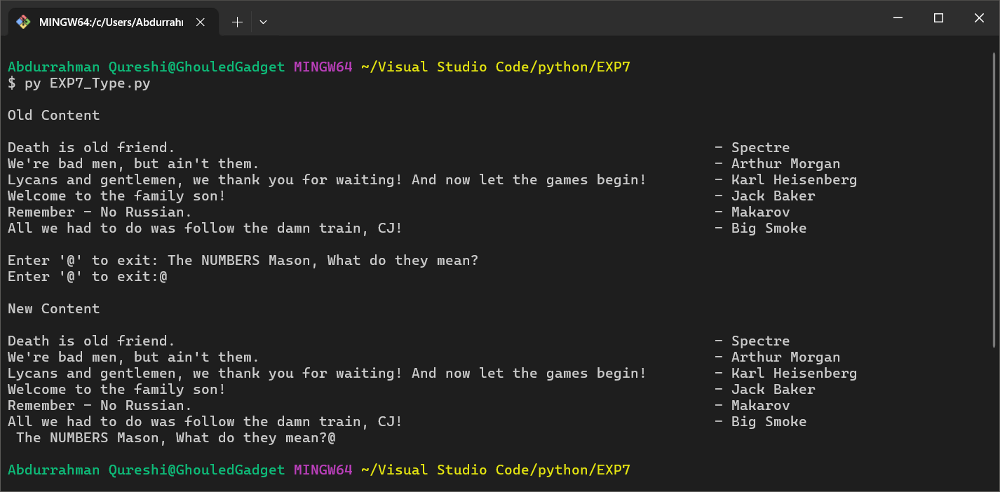 MINGW64:/c/Users/Abdurrahı
Abdurrahman Qureshi@GhouledGadget MINGW64 ~/Visual Studio Code/python/EXP7
$ py EXP7_Type.py
Old Content
Death is old friend. - Spectre
We're bad men, but ain't them. - Arthur Morgan
Lycans and gentlemen, we thank you for waiting! And now let the games begin! - Karl Heisenberg
Welcome to the family son! - Jack Baker
Remember - No Russian. - Makarov
All we had to do was follow the damn train, CJ! - Big Smoke
Enter '@' to exit: The NUMBERS Mason, What do they mean?
Enter '@' to exit:@
New Content
Death is old friend. - Spectre
We're bad men, but ain't them. - Arthur Morgan
Lycans and gentlemen, we thank you for waiting! And now let the games begin! - Karl Heisenberg
Welcome to the family son! - Jack Baker
Remember - No Russian. - Makarov
All we had to do was follow the damn train, CJ! - Big Smoke
The NUMBERS Mason, What do they mean?@
Abdurrahman Qureshi@GhouledGadget MINGW64 ~/Visual Studio Code/python/EXP7